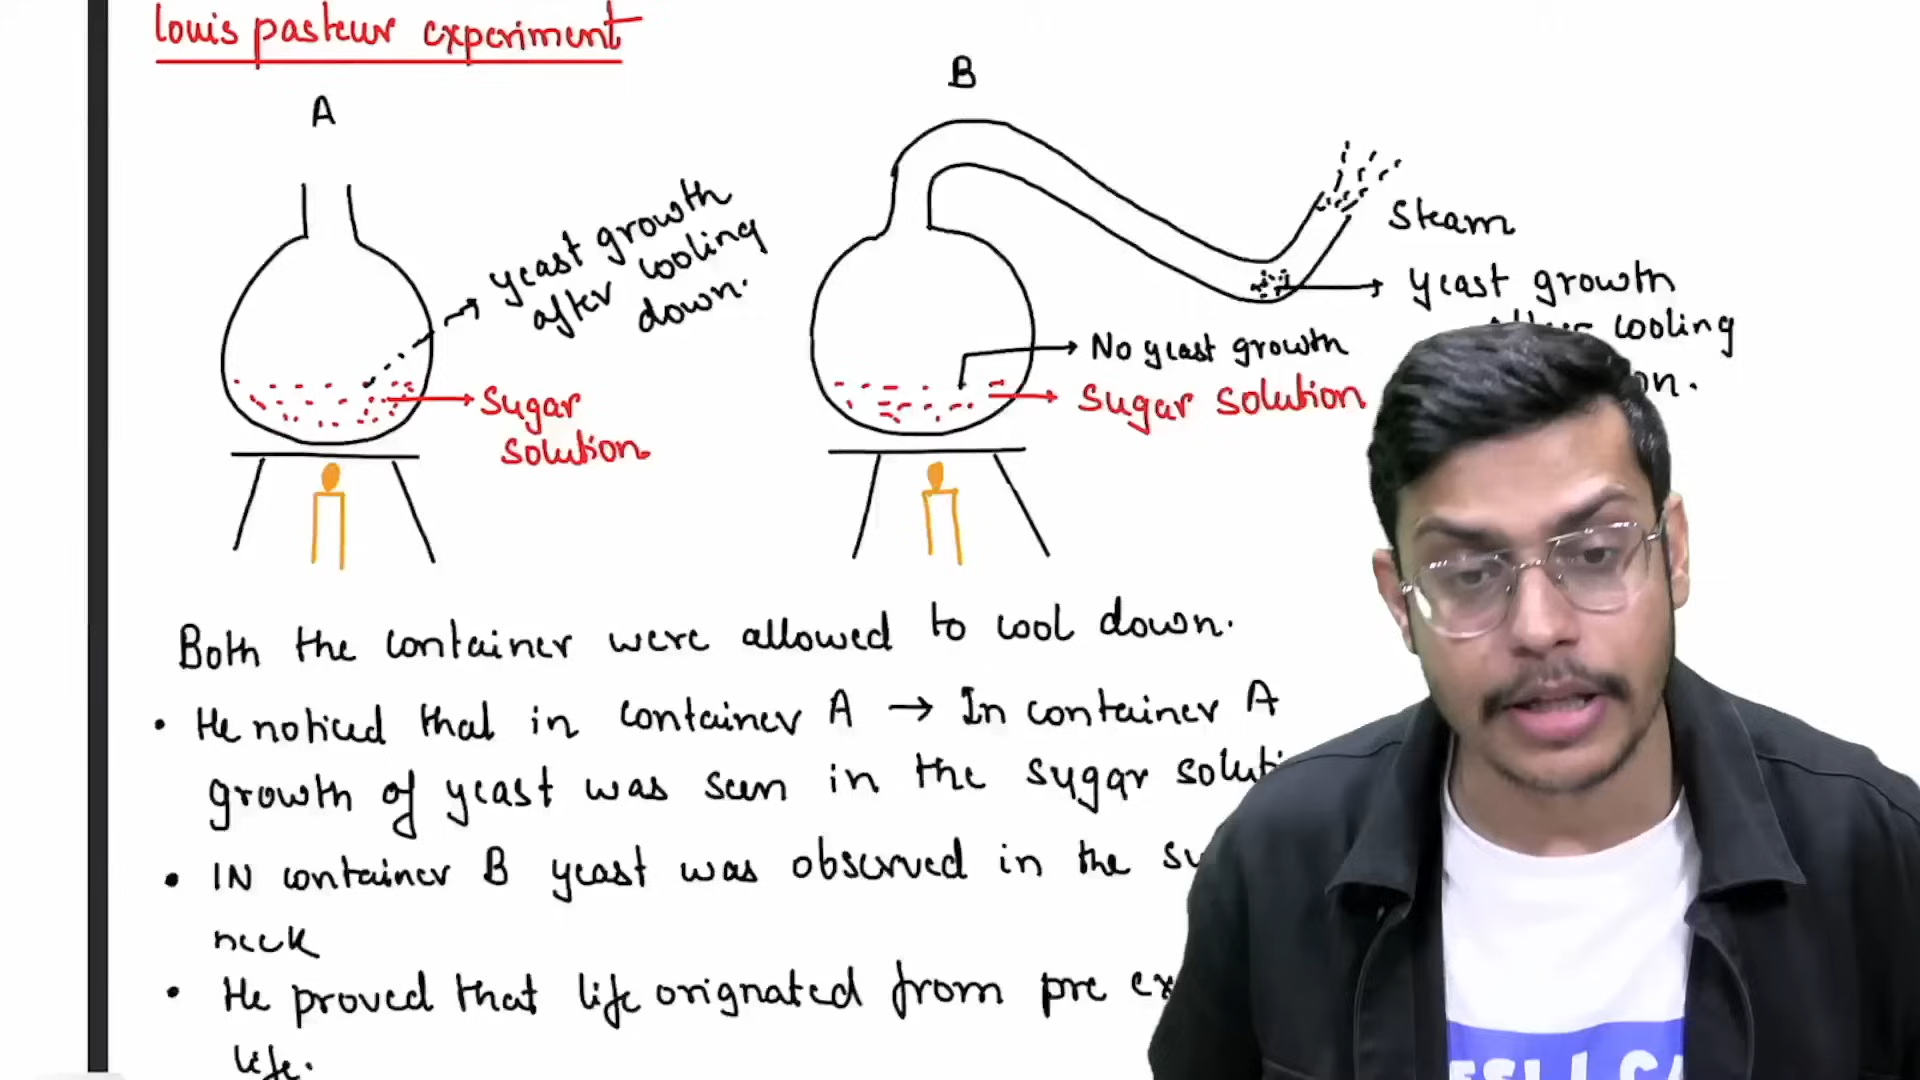 Louis pasteur experiment
A
B
yeast growth
after cooling
down.
Sugar
solution
Steam
yeast growth
cooling
No yeast growth
Sugar solution
Both the container were allowed to cool down.
• He noticed that in container A → In container A
growth of yeast was seen in the sugar
• IN container B yeast was observed in the
neck
• He proved that life orignated from pre
life.